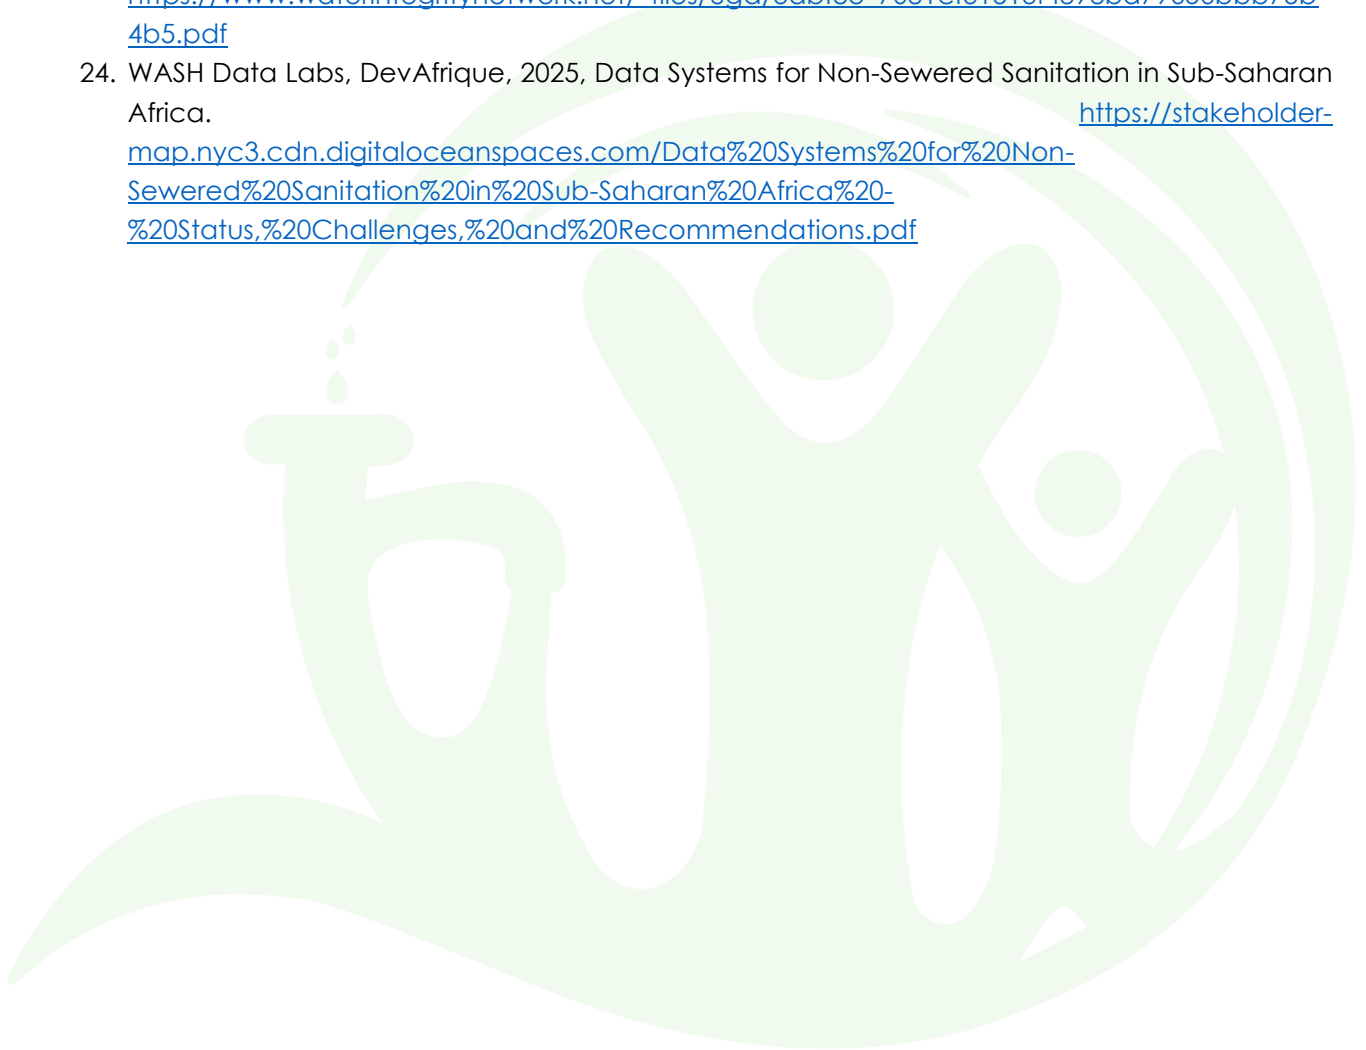 4b5.pdf
24. WASH Data Labs, DevAfrique, 2025, Data Systems for Non-Sewered Sanitation in Sub-Saharan
Africa. https://stakeholder-
map.nyc3.cdn.digitaloceanspaces.com/Data%20Systems%20for%20Non-
Sewered%20Sanitation%20in%20Sub-Saharan%20Africa%20-
%20Status,%20Challenges,%20and%20Recommendations.pdf